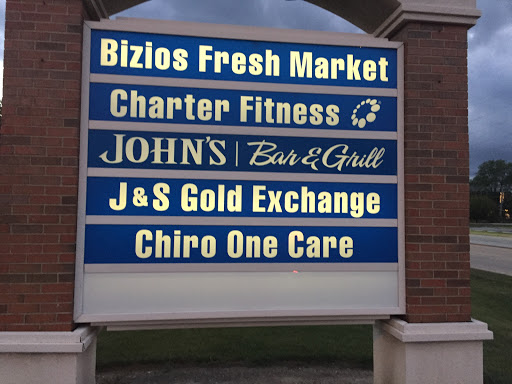 Bizios Fresh Market
Charter Fitness
JOHN'S | Bar & Grill
J & S Gold Exchange
Chiro One Care